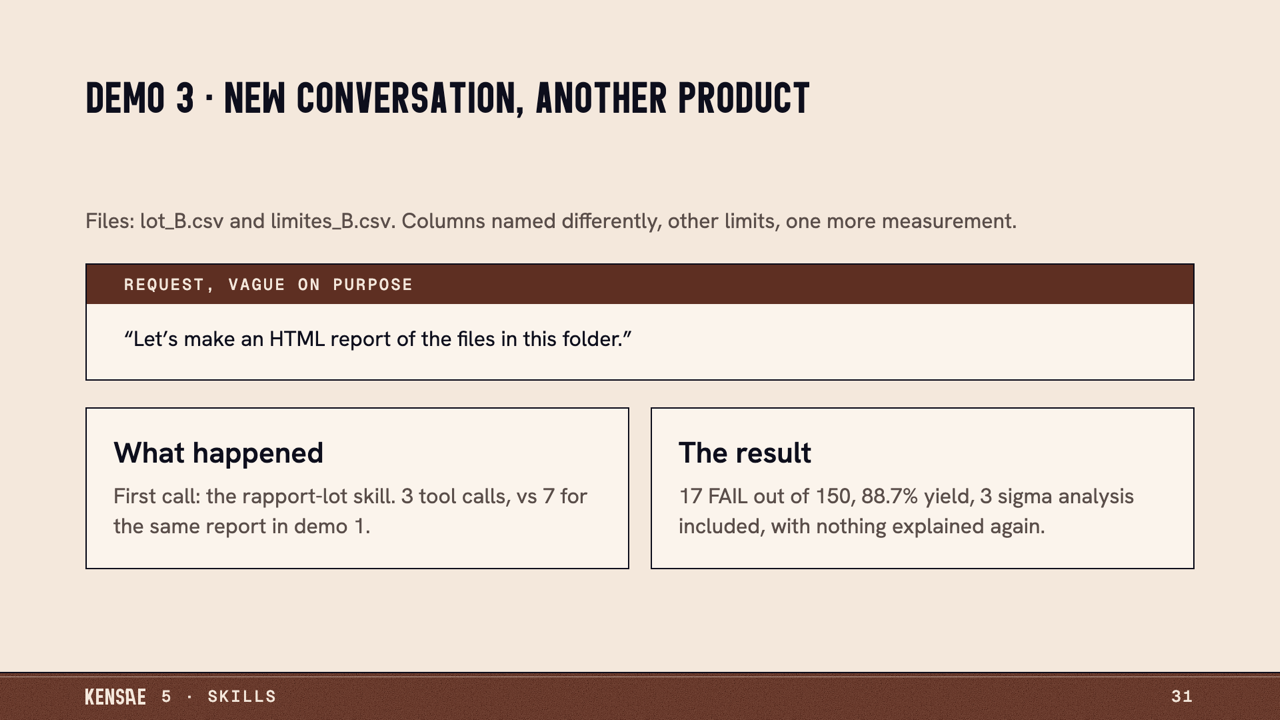 DEMO 3 · NEW CONVERSATION, ANOTHER PRODUCT
Files: lot_B.csv and limites_B.csv. Columns named differently, other limits, one more measurement.
REQUEST, VAGUE ON PURPOSE
“Let’s make an HTML report of the files in this folder.”
What happened
First call: the rapport-lot skill. 3 tool calls, vs 7 for
the same report in demo 1.
The result
17 FAIL out of 150, 88.7% yield, 3 sigma analysis
included, with nothing explained again.
KENSAE 5 · SKILLS
31